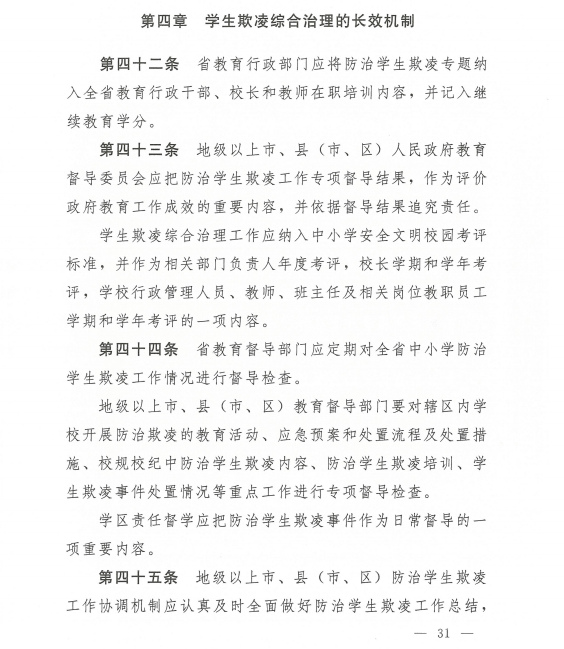 第四章 学生欺凌综合治理的长效机制
第四十二条 省教育行政部门应将防治学生欺凌专题纳
入全省教育行政干部、校长和教师在职培训内容，并记入继
续教育学分。
第四十三条 地级以上市、县（市、区）人民政府教育
督导委员会应把防治学生欺凌工作专项督导结果，作为评价
政府教育工作成效的重要内容，并依据督导结果追究责任。
学生欺凌综合治理工作应纳入中小学安全文明校园考评
标准，并作为相关部门负责人年度考评，校长学期和学年考
评，学校行政管理人员、教师、班主任及相关岗位教职员工
学期和学年考评的一项内容。
第四十四条 省教育督导部门应定期对全省中小学防治
学生欺凌工作情况进行督导检查。
地级以上市、县（市、区）教育督导部门要对辖区内学
校开展防治欺凌的教育活动、应急预案和处置流程及处置措
施、校规校纪中防治学生欺凌内容、防治学生欺凌培训、学
生欺凌事件处置情况等重点工作进行专项督导检查。
学区责任督学应把防治学生欺凌事件作为日常督导的一
项重要内容。
第四十五条 地级以上市、县（市、区）防治学生欺凌
工作协调机制应认真及时全面做好防治学生欺凌工作总结，
— 31 —